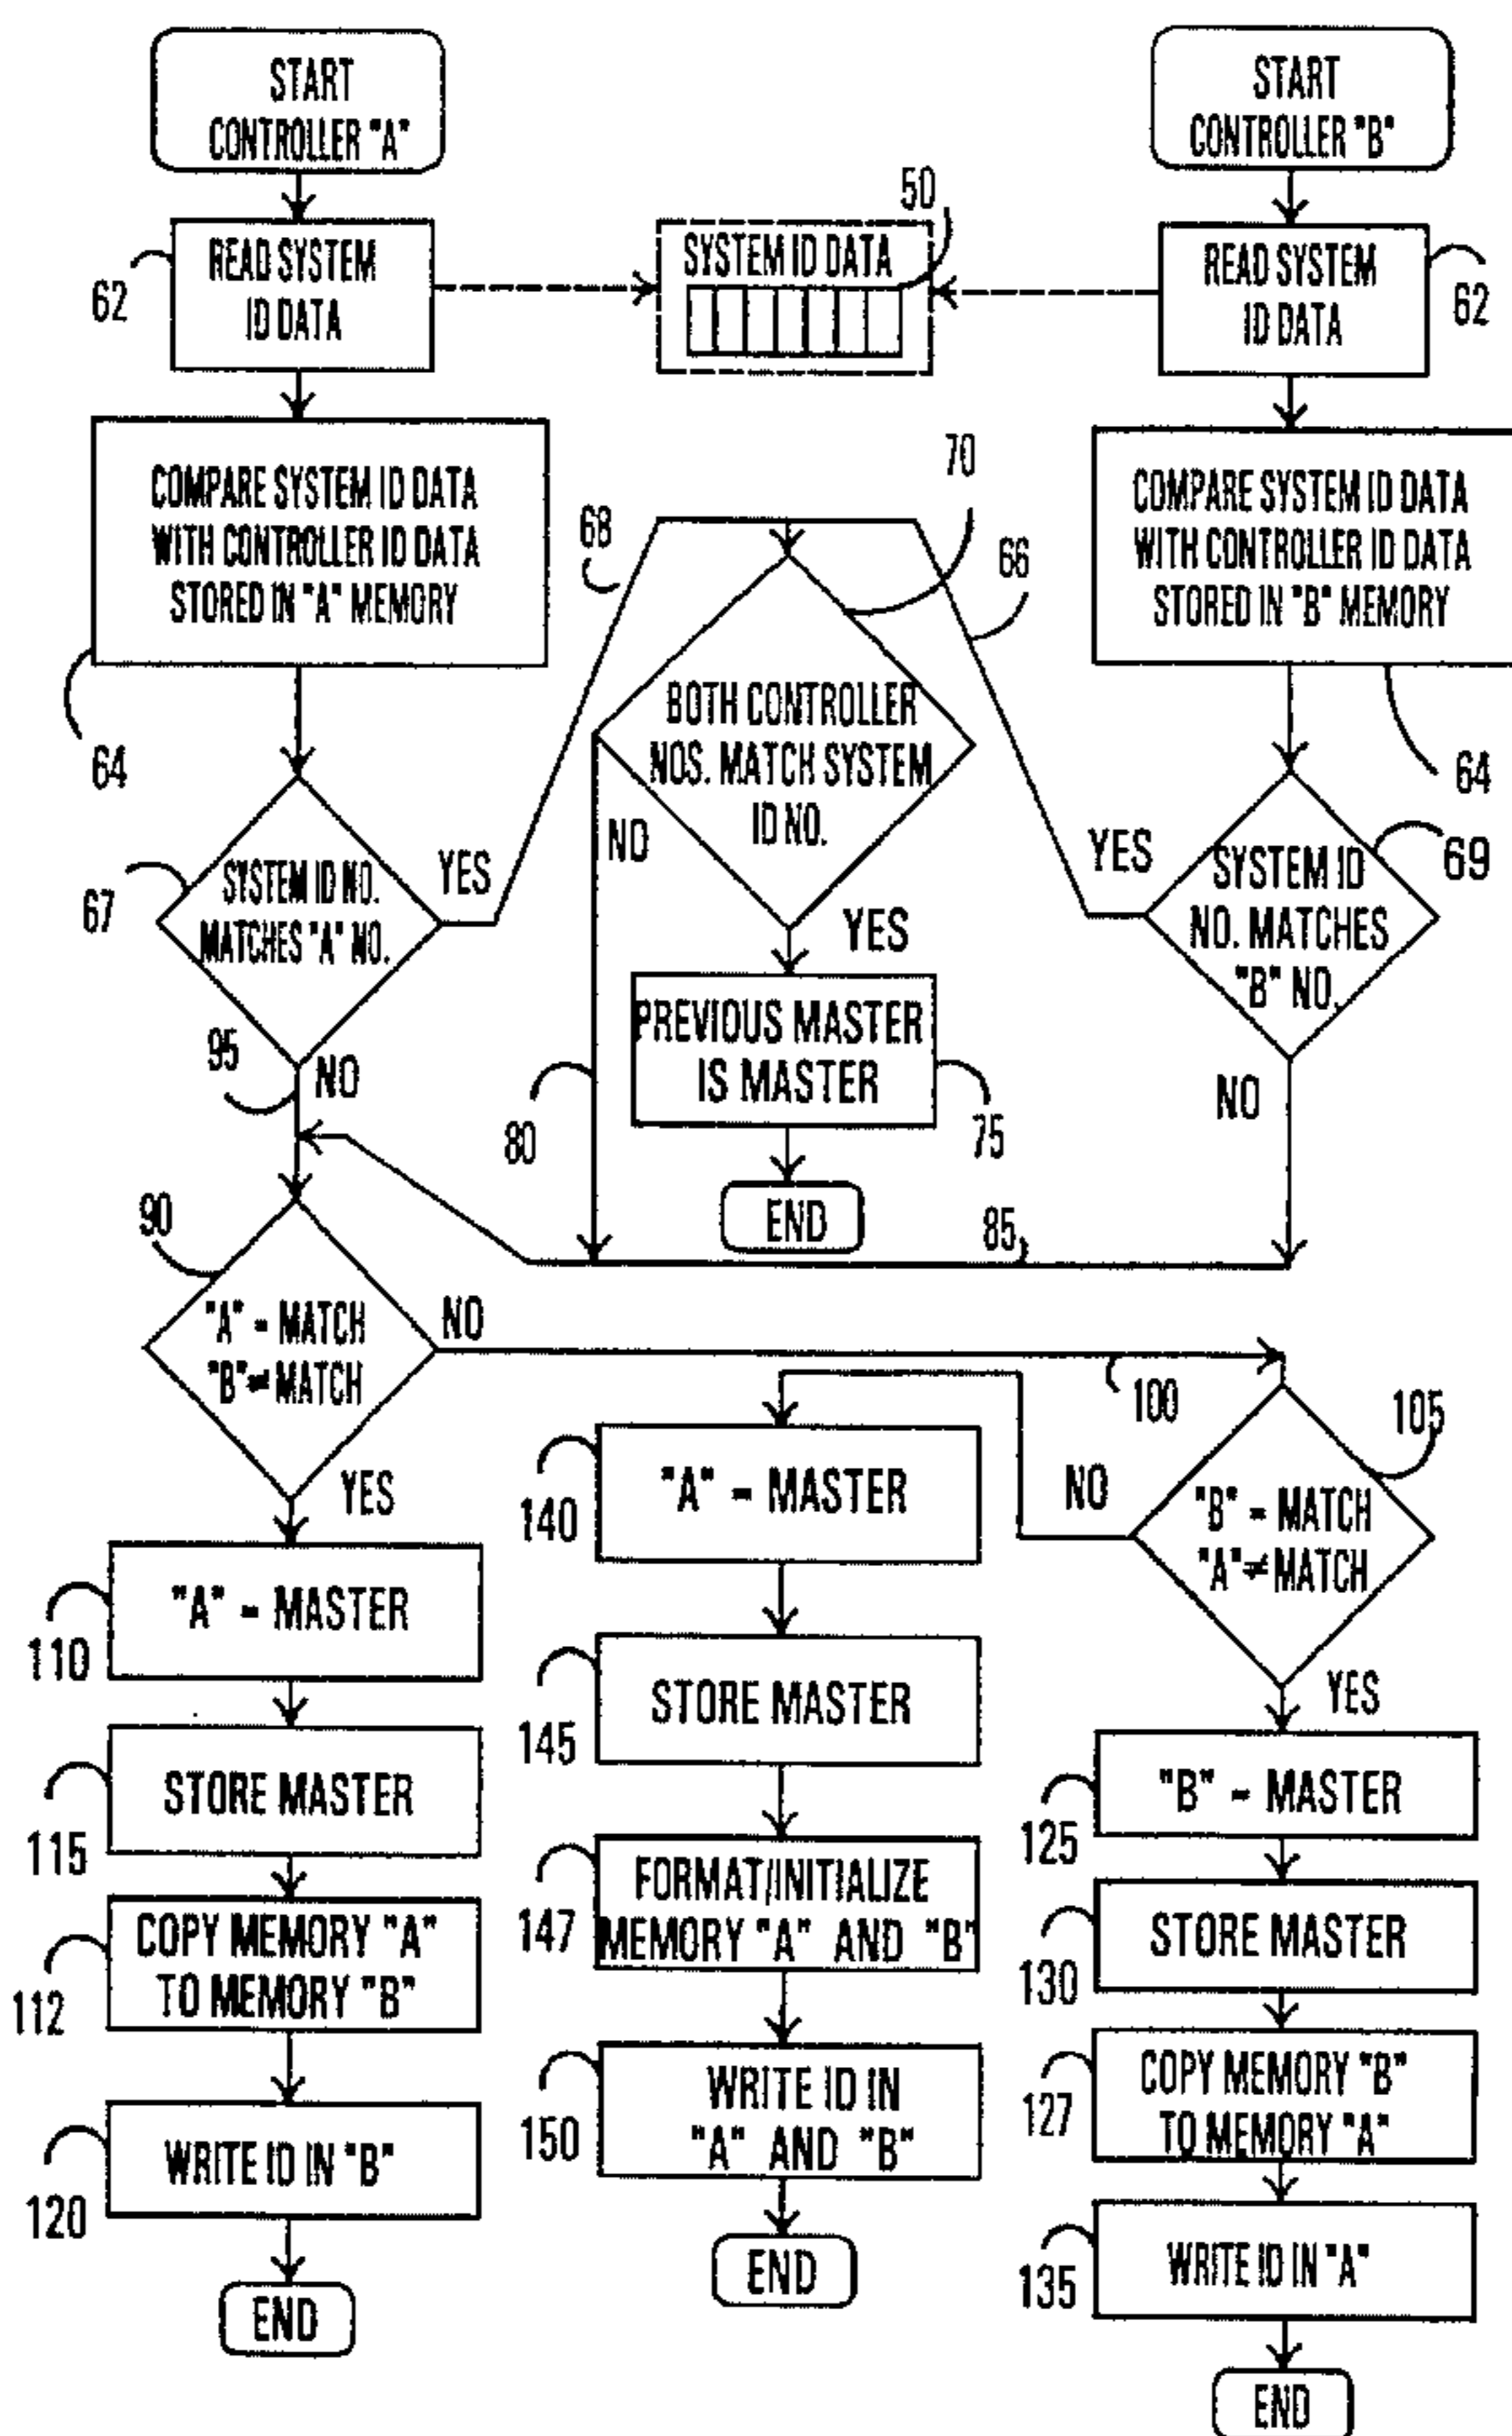 START
CONTROLLER "A"
START
CONTROLLER "B"
50
READ SYSTEM
ID DATA
62
SYSTEM ID DATA
READ SYSTEM
ID DATA
62
COMPARE SYSTEM ID DATA
WITH CONTROLLER ID DATA
STORED IN "A" MEMORY
64
68
70
66
COMPARE SYSTEM ID DATA
WITH CONTROLLER ID DATA
STORED IN "B" MEMORY
64
BOTH CONTROLLER
NOS. MATCH SYSTEM
ID NO.
NO
YES
SYSTEM ID NO.
MATCHES "A" NO.
67
YES
95
NO
YES
SYSTEM ID
NO. MATCHES
"B" NO.
69
NO
PREVIOUS MASTER
IS MASTER
75
80
END
85
90
"A" = MATCH
"B" ≠ MATCH
NO
YES
100
105
"B" = MATCH
"A" ≠ MATCH
NO
YES
"A" = MASTER
110
STORE MASTER
115
COPY MEMORY "A"
TO MEMORY "B"
112
WRITE ID IN "B"
120
END
"A" = MASTER
140
STORE MASTER
145
FORMAT/INITIALIZE
MEMORY "A" AND "B"
147
WRITE ID IN
"A" AND "B"
150
END
"B" = MASTER
125
STORE MASTER
130
COPY MEMORY "B"
TO MEMORY "A"
127
WRITE ID IN "A"
135
END